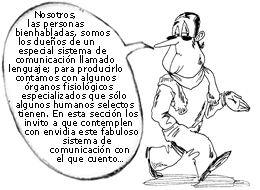 Nosotros,
las personas
bienhabladas, somos
los dueños de un
especial sistema de
comunicación llamado
lenguaje; para producirlo
contamos con algunos
órganos fisiológicos
especializados que sólo
algunos humanos selectos
tienen. En esta sección los
invito a que contemplen
con envidia este fabuloso
sistema de
comunicación con
el que cuento...